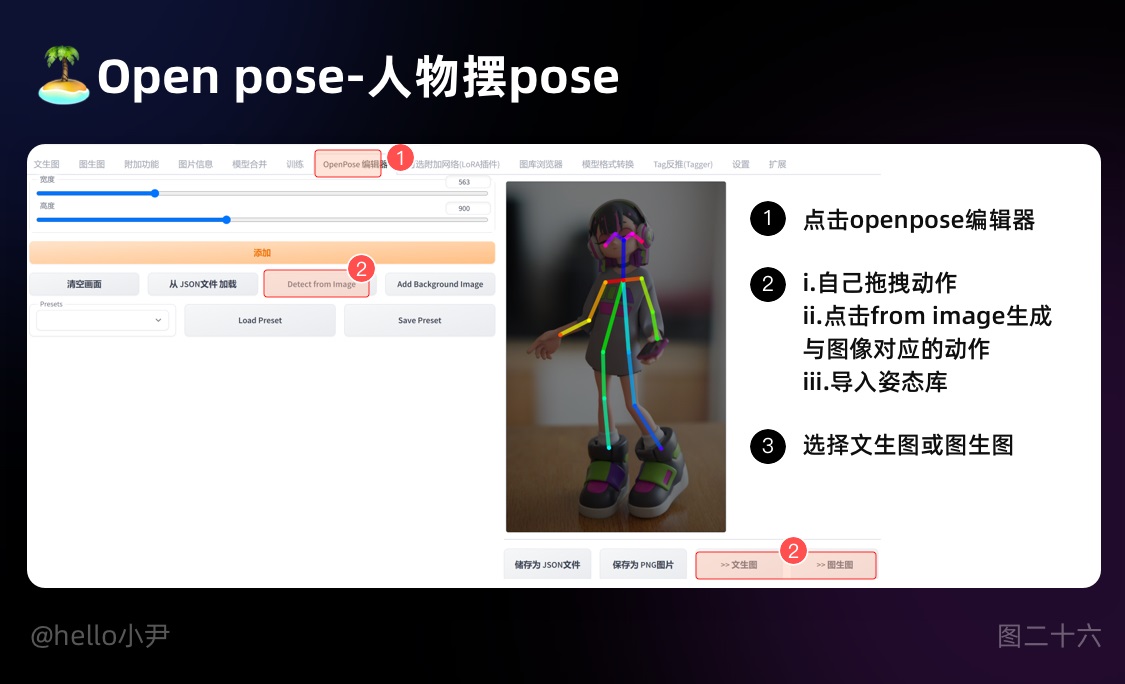 Open pose-人物摆pose
文生图 图生图 附加功能 图片信息 模型合并 训练 OpenPose 编辑器 1 选附加网络(LoRA插件) 图库浏览器 模型格式转换 Tag反推(Tagger) 设置 扩展
宽度 563
高度 900
添加
2
清空画面 从 JSON文件 加载 Detect from Image Add Background Image
Presets
Load Preset Save Preset
1 点击openpose编辑器
2 i.自己拖拽动作
ii.点击from image生成
与图像对应的动作
iii.导入姿态库
3 选择文生图或图生图
2
储存为 JSON文件 保存为 PNG图片 >> 文生图 >> 图生图
@hello小尹
图二十六